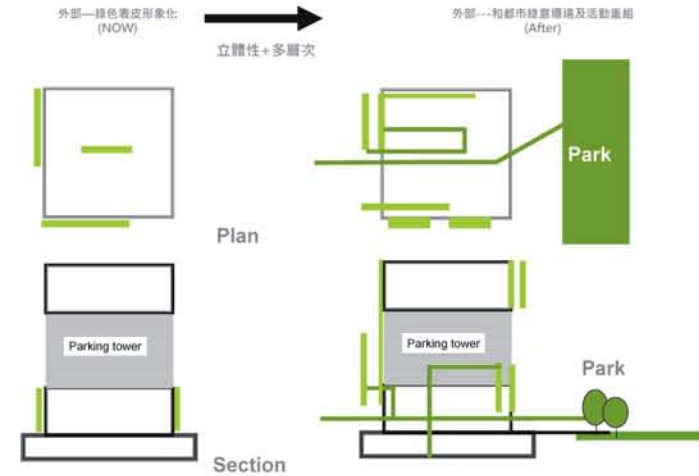 外部—綠色表皮形象化
(NOW)
外部---和都市綠意環境及活動重組
(After)
立體性+多層次
Park
Plan
Parking tower
Parking tower
Park
Section